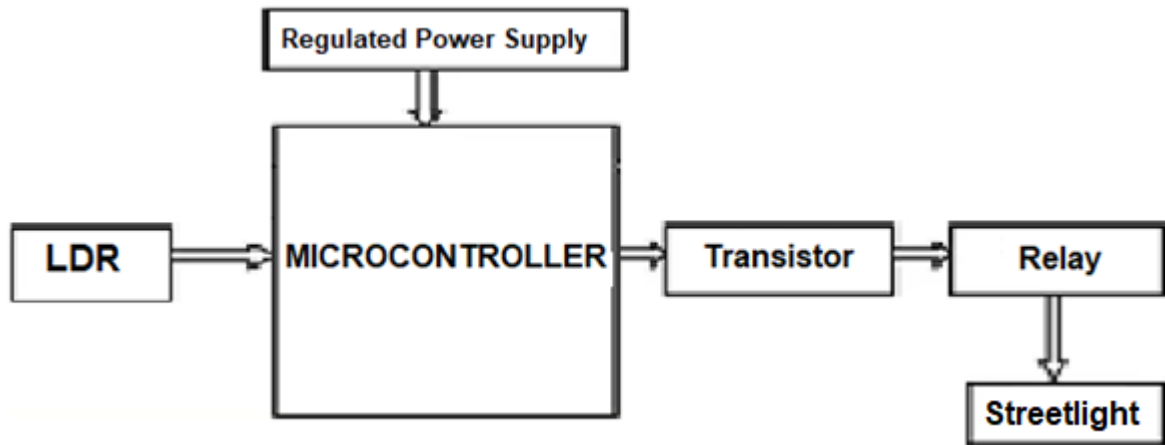 Regulated Power Supply
LDR
MICROCONTROLLER
Transistor
Relay
Streetlight